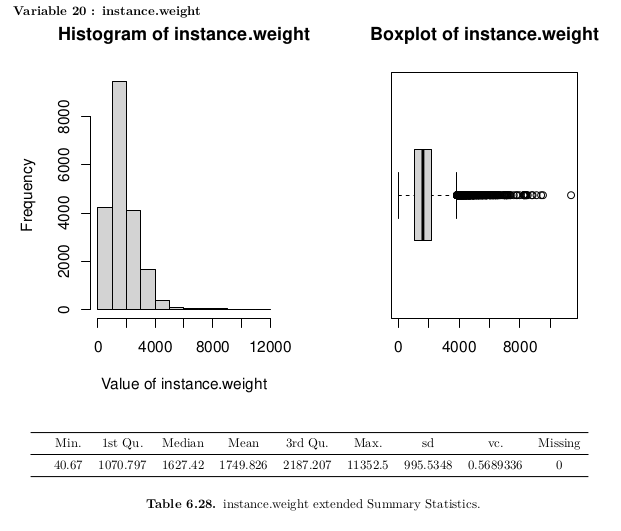 Variable 20 : instance.weight
Histogram of instance.weight
Boxplot of instance.weight
Frequency
0 2000 4000 6000 8000
0 4000 8000 12000
Value of instance.weight
0 4000 8000
Min. 1st Qu. Median Mean 3rd Qu. Max. sd vc. Missing
40.67 1070.797 1627.42 1749.826 2187.207 11352.5 995.5348 0.5689336 0
Table 6.28. instance.weight extended Summary Statistics.